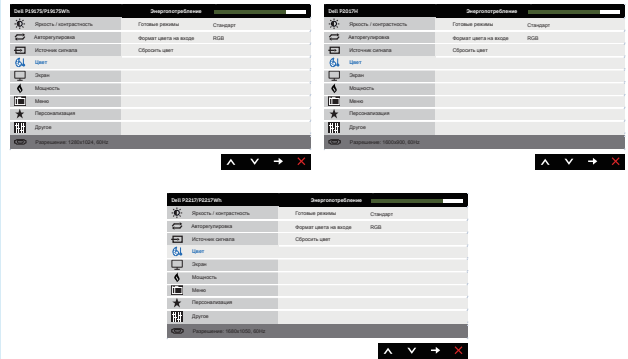 Dell P1917S/P1917SWh Энергопотребление
Яркость / контрастность Готовые режимы Стандарт
Авторегулировка Формат цвета на входе RGB
Источник сигнала Сбросить цвет
Цвет
Экран
Мощность
Меню
Персонализация
Другое
Разрешение: 1280x1024, 60Hz
Dell P2017H Энергопотребление
Яркость / контрастность Готовые режимы Стандарт
Авторегулировка Формат цвета на входе RGB
Источник сигнала Сбросить цвет
Цвет
Экран
Мощность
Меню
Персонализация
Другое
Разрешение: 1600x900, 60Hz
Dell P2217/P2217Wh Энергопотребление
Яркость / контрастность Готовые режимы Стандарт
Авторегулировка Формат цвета на входе RGB
Источник сигнала Сбросить цвет
Цвет
Экран
Мощность
Меню
Персонализация
Другое
Разрешение: 1680x1050, 60Hz